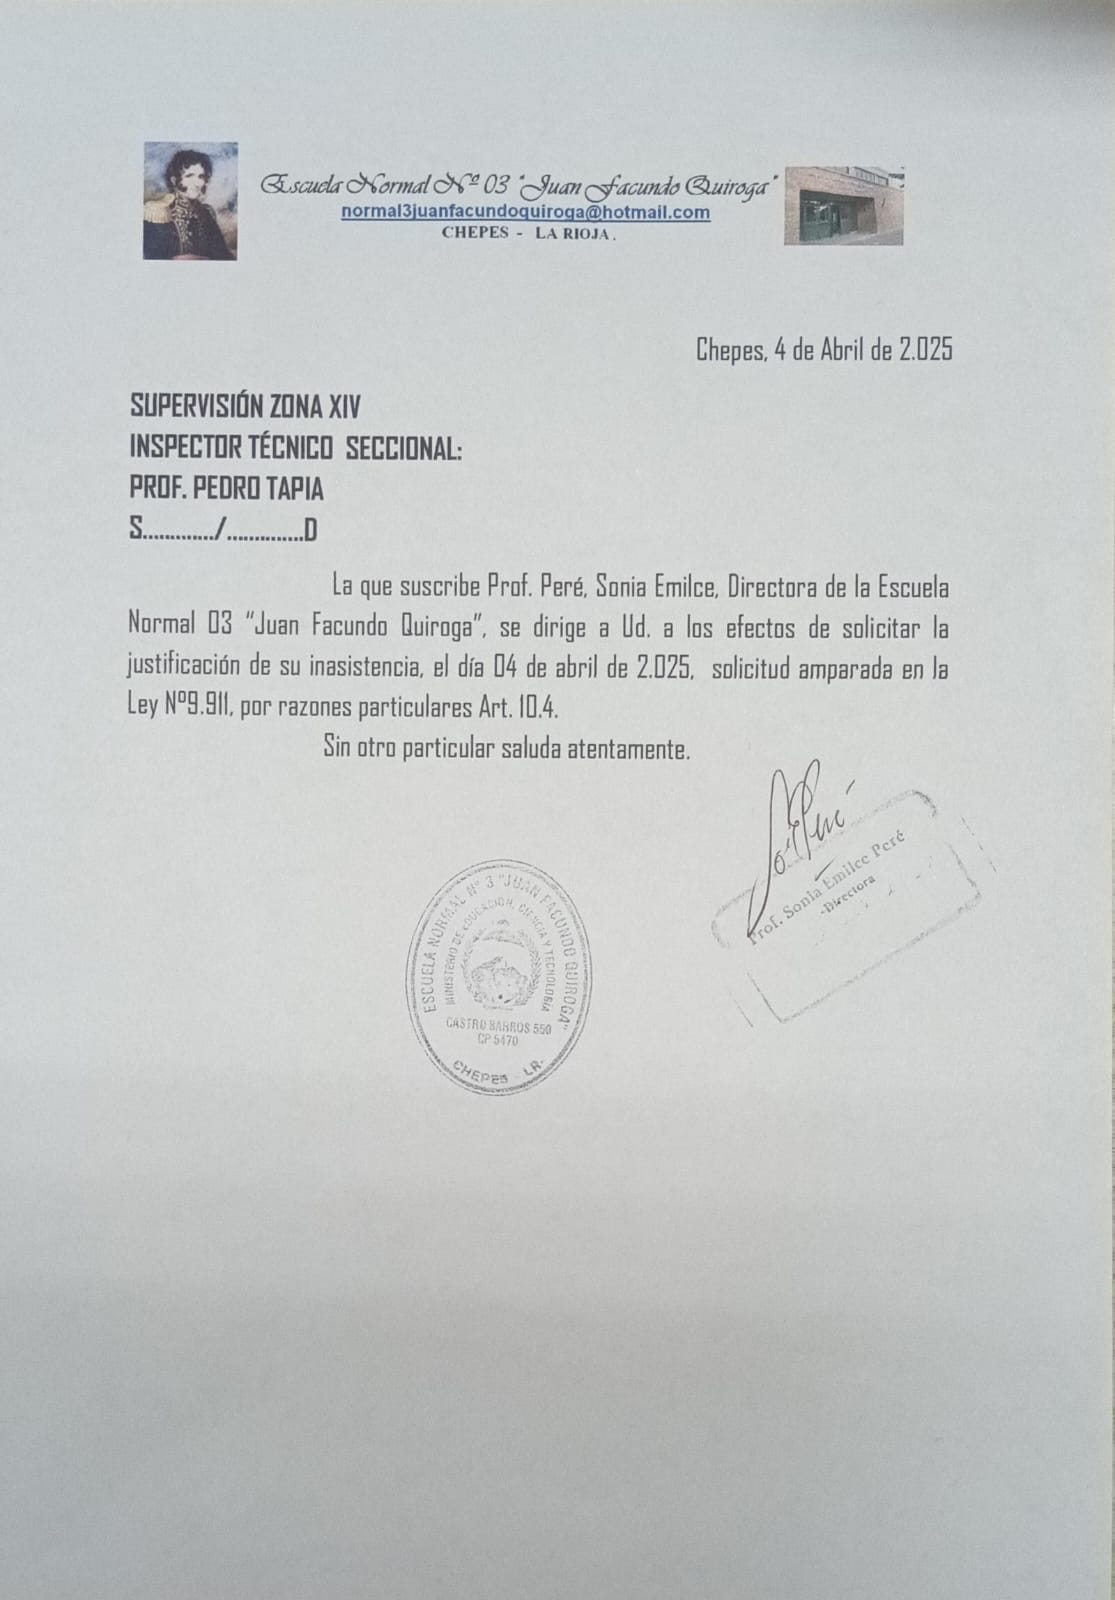 Escuela Normal Nº 03 "Juan Facundo Quiroga"
normal3juanfacundoquiroga@hotmail.com
CHEPES - LA RIOJA.
Chepes, 4 de Abril de 2.025
SUPERVISIÓN ZONA XIV
INSPECTOR TÉCNICO SECCIONAL:
PROF. PEDRO TAPIA
S............./..............D
La que suscribe Prof. Peré, Sonia Emilce, Directora de la Escuela
Normal 03 "Juan Facundo Quiroga", se dirige a Ud. a los efectos de solicitar la
justificación de su inasistencia, el día 04 de abril de 2.025, solicitud amparada en la
Ley Nº9.911, por razones particulares Art. 10.4.
Sin otro particular saluda atentamente.
Prof. Sonia Emilce Peré
-Directora
ESCUELA NORMAL Nº 3 "JUAN FACUNDO QUIROGA"
MINISTERIO DE EDUCACIÓN, CIENCIA Y TECNOLOGÍA
CASTRO BARROS 550
CP 5470
CHEPES - LR-